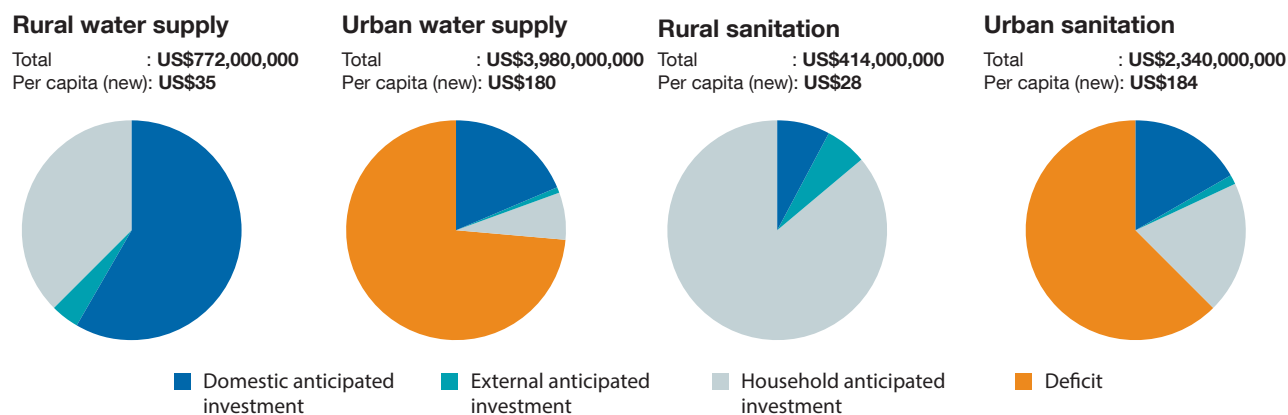 Rural water supply
Total : US$772,000,000
Per capita (new): US$35
Urban water supply
Total : US$3,980,000,000
Per capita (new): US$180
Rural sanitation
Total : US$414,000,000
Per capita (new): US$28
Urban sanitation
Total : US$2,340,000,000
Per capita (new): US$184
Domestic anticipated
investment
External anticipated
investment
Household anticipated
investment
Deficit